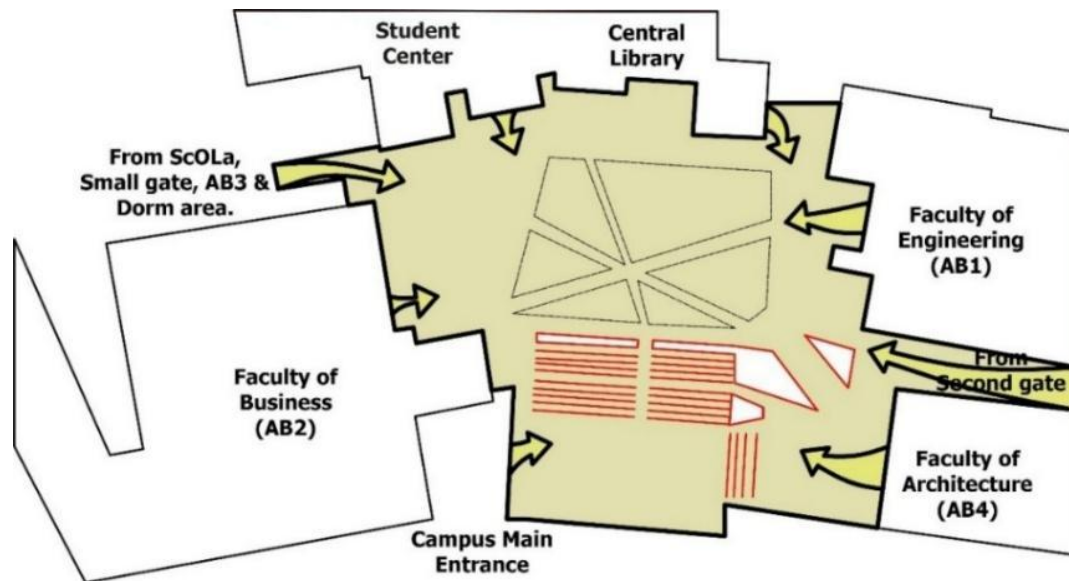 Student
Center
Central
Library
From ScOLa,
Small gate, AB3 &
Dorm area.
Faculty of
Engineering
(AB1)
From
Second gate
Faculty of
Business
(AB2)
Faculty of
Architecture
(AB4)
Campus Main
Entrance